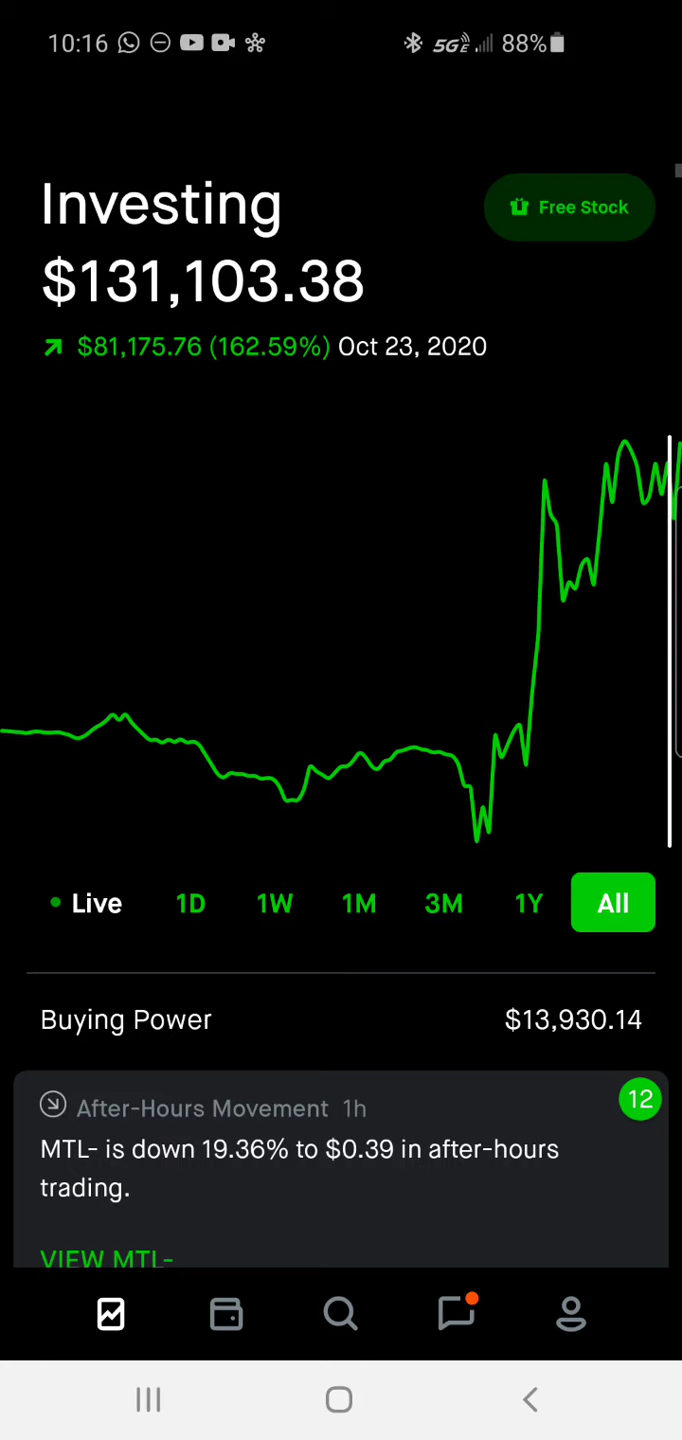 10:16 5GE 88%
Investing
Free Stock
$131,103.38
$81,175.76 (162.59%) Oct 23, 2020
Live 1D 1W 1M 3M 1Y All
Buying Power $13,930.14
After-Hours Movement 1h
12
MTL- is down 19.36% to $0.39 in after-hours
trading.
VIEW MTL-